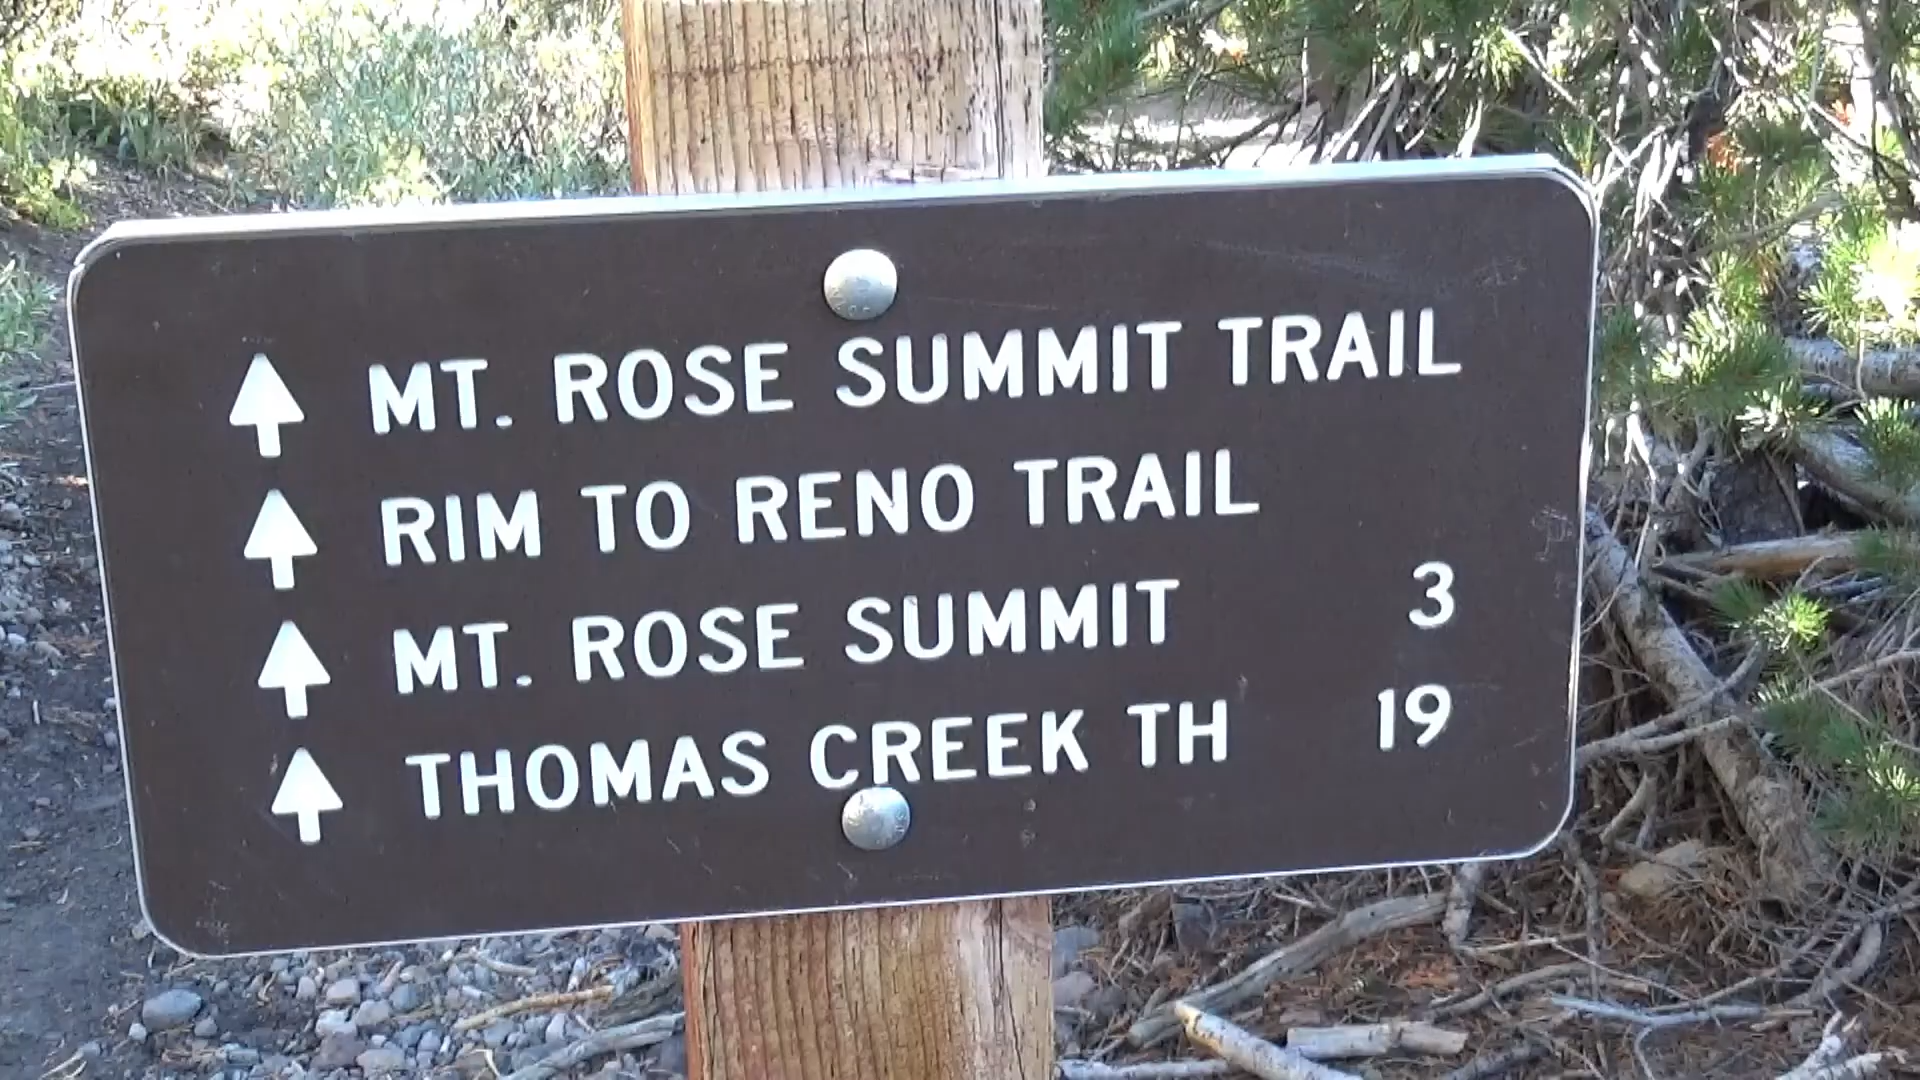 MT. ROSE SUMMIT TRAIL
RIM TO RENO TRAIL
MT. ROSE SUMMIT 3
THOMAS CREEK TH 19